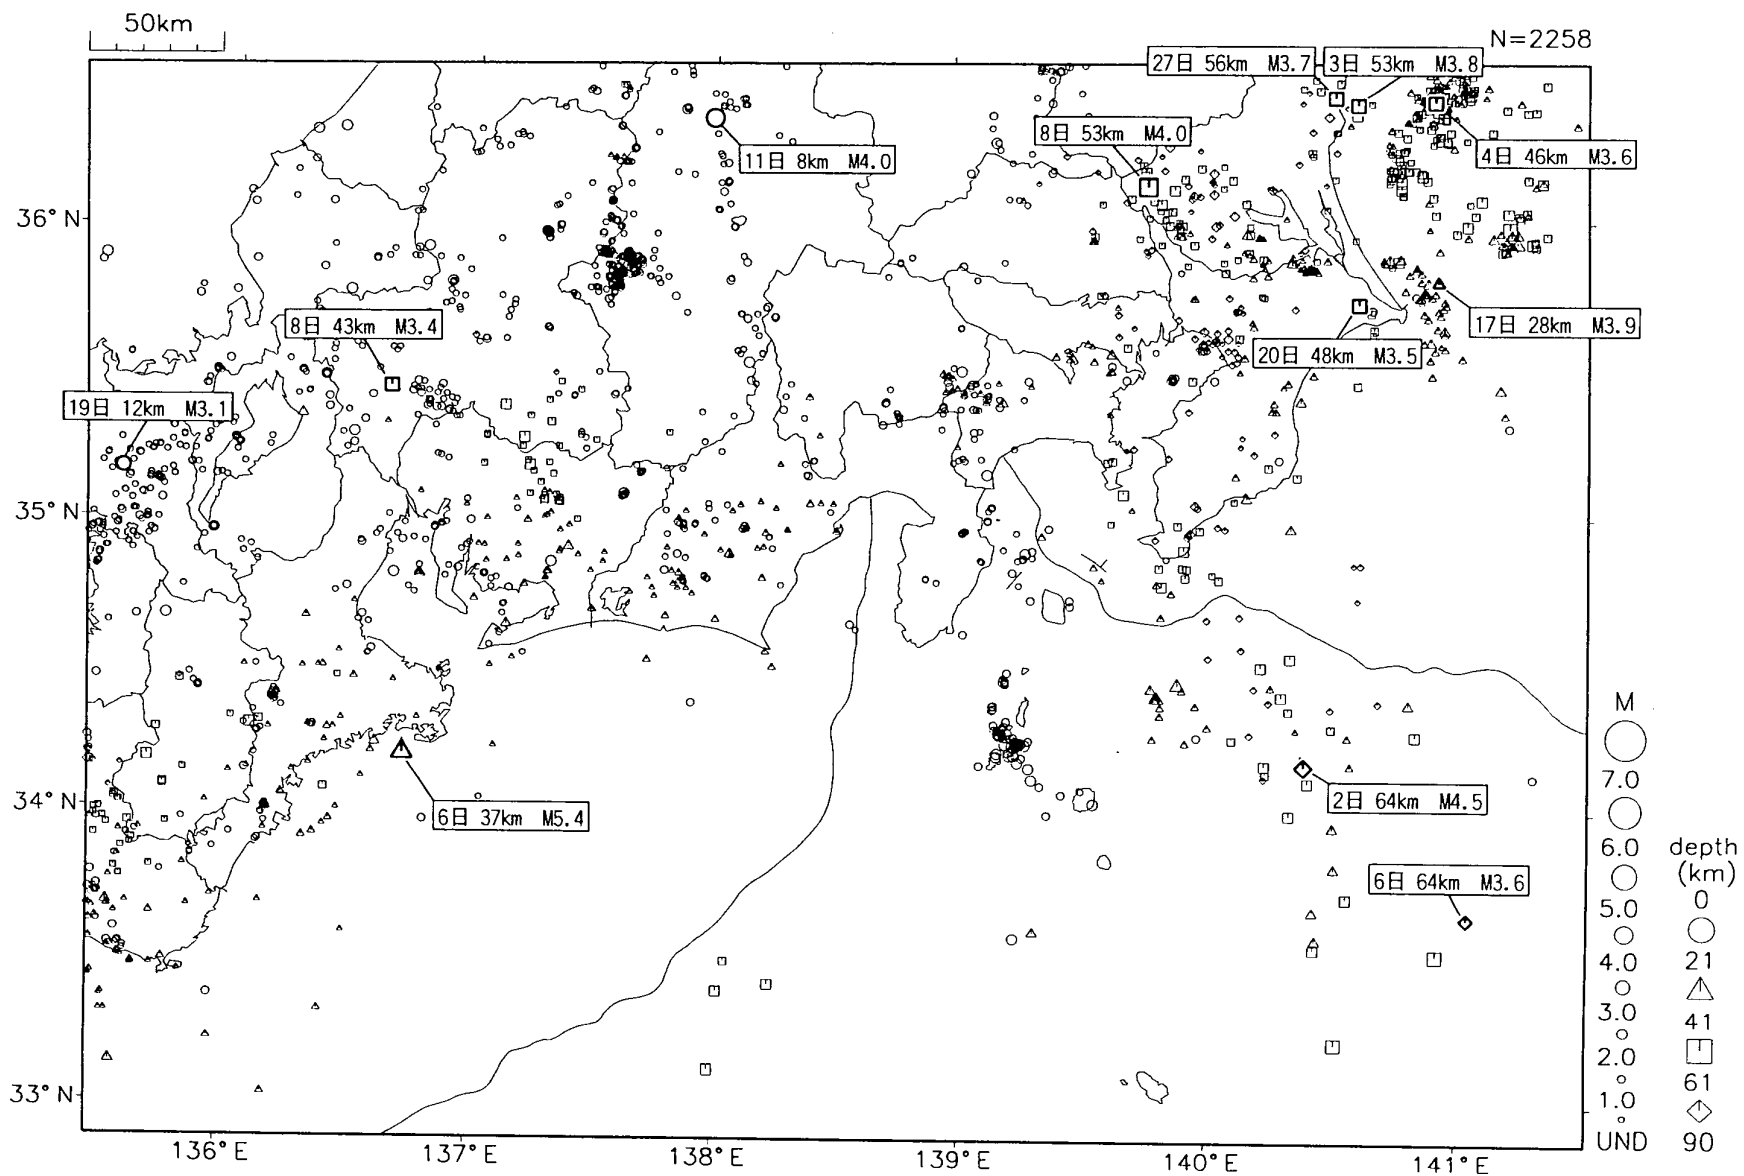 50km
N=2258
27日 56km M3.7
3日 53km M3.8
8日 53km M4.0
11日 8km M4.0
4日 46km M3.6
36°N
8日 43km M3.4
17日 28km M3.9
20日 48km M3.5
19日 12km M3.1
35°N
34°N
6日 37km M5.4
2日 64km M4.5
6日 64km M3.6
33°N
136°E
137°E
138°E
139°E
140°E
141°E
M
7.0
6.0
5.0
4.0
3.0
2.0
1.0
UND
depth
(km)
0
21
41
61
90